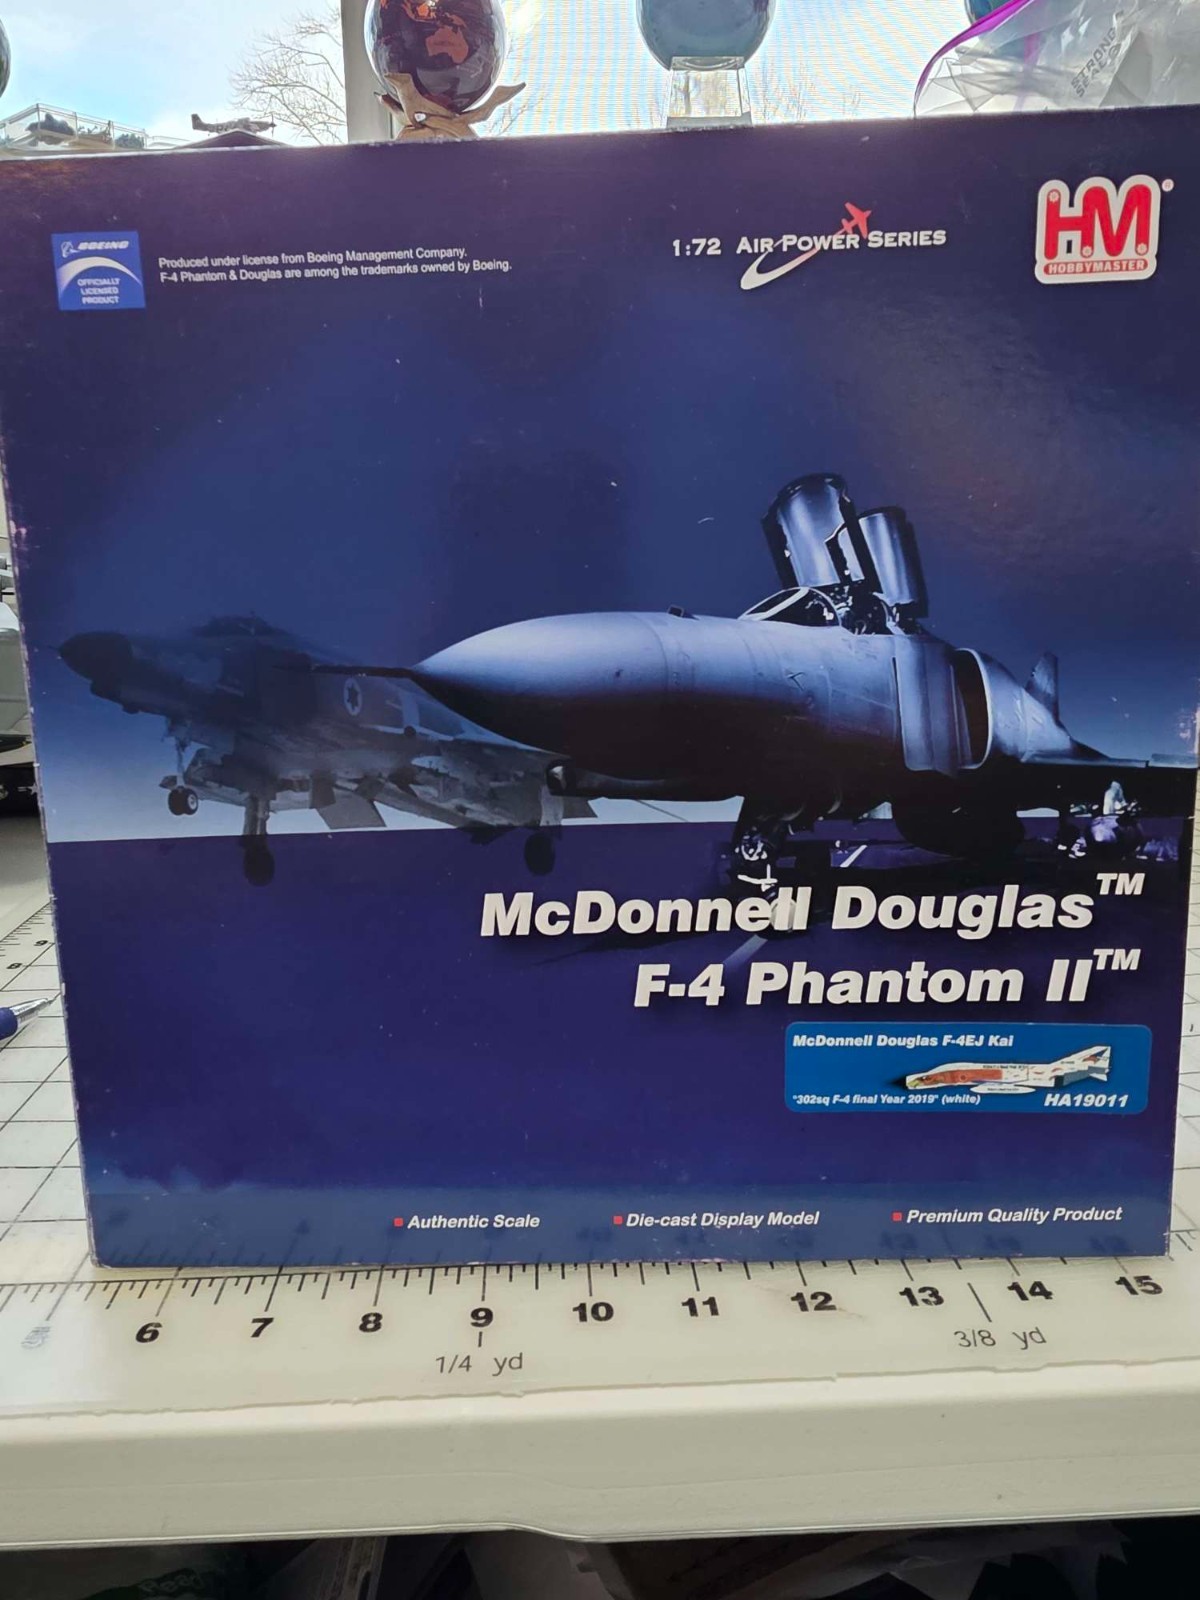 BOEING
OFFICIALLY
LICENSED
PRODUCT
Produced under license from Boeing Management Company.
F-4 Phantom & Douglas are among the trademarks owned by Boeing.
1:72 AIR POWER SERIES
HM®
HOBBYMASTER
STRONG
McDonnell Douglas™
F-4 Phantom II™
McDonnell Douglas F-4EJ Kai
"302sq F-4 final Year 2019" (white)
HA19011
Authentic Scale
Die-cast Display Model
Premium Quality Product
9
8
6 7 8 9 10 11 12 13 14 15
1/4 yd
3/8 yd